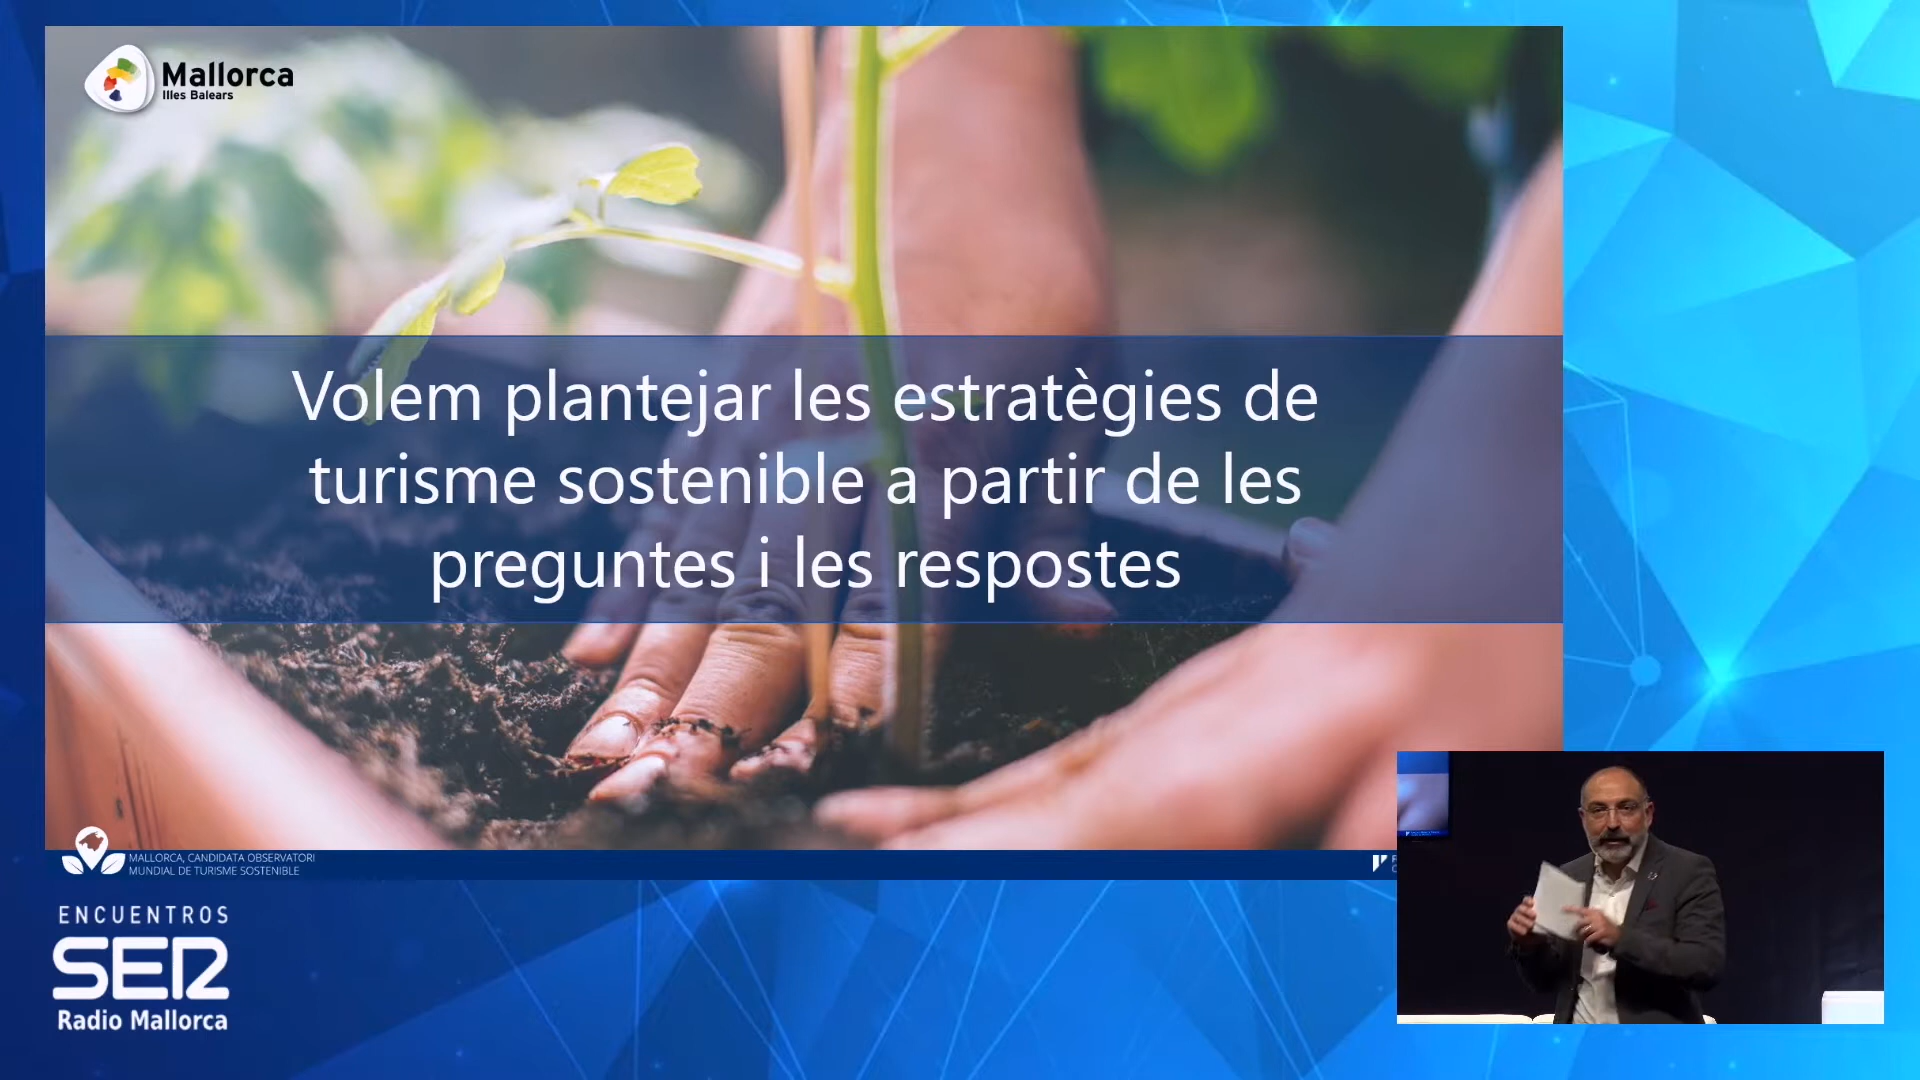 Mallorca
Illes Balears
Volem plantejar les estratègies de
turisme sostenible a partir de les
preguntes i les respostes
MALLORCA, CANDIDATA OBSERVATORI
MUNDIAL DE TURISME SOSTENIBLE
ENCUENTROS
SER
Radio Mallorca